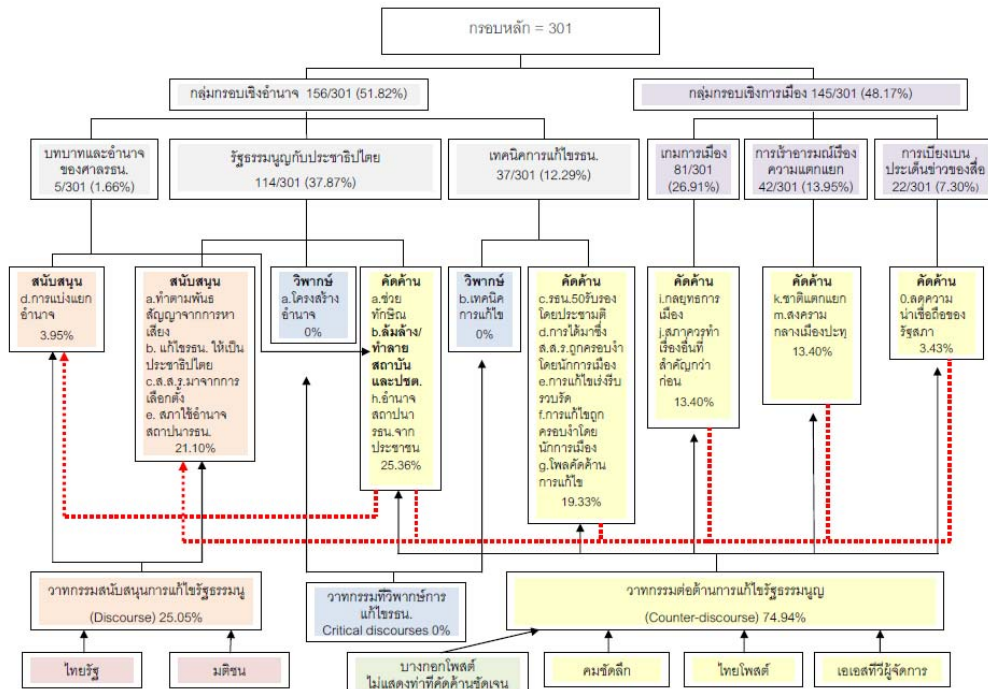 กรอบหลัก = 301
กลุ่มกรอบเชิงอำนาจ 156/301 (51.82%)
กลุ่มกรอบเชิงการเมือง 145/301 (48.17%)
บทบาทและอำนาจ
ของศาลรธน.
5/301 (1.66%)
รัฐธรรมนูญกับประชาธิปไตย
114/301 (37.87%)
เทคนิคการแก้ไขรธน.
37/301 (12.29%)
เกมการเมือง
81/301
(26.91%)
การเร้าอารมณ์เรื่อง
ความแตกแยก
42/301 (13.95%)
การเบี่ยงเบน
ประเด็นข่าวของสื่อ
22/301 (7.30%)
สนับสนุน
d.การแบ่งแยก
อำนาจ
3.95%
สนับสนุน
a.ทำตามพันธ
สัญญาจากการหา
เสียง
b. แก้ไขรธน. ให้เป็น
ประชาธิปไตย
c.ส.ส.ร.มาจากการ
เลือกตั้ง
e. สภาใช้อำนาจ
สถาปนารธน.
21.10%
วิพากษ์
a.โครงสร้าง
อำนาจ
0%
คัดค้าน
a.ช่วย
ทักษิณ
b.ล้มล้าง/
ทำลาย
สถาบัน
และปชต.
h.อำนาจ
สถาปนา
รธน.จาก
ประชาชน
25.36%
วิพากษ์
b.เทคนิค
การแก้ไข
0%
คัดค้าน
c.รธน.50รับรอง
โดยประชามติ
d.การได้มาซึ่ง
ส.ส.ร.ถูกครอบงำ
โดยนักการเมือง
e.การแก้ไขเร่งรีบ
รวบรัด
f.การแก้ไขถูก
ครอบงำโดย
นักการเมือง
g.โพลคัดค้าน
การแก้ไข
19.33%
คัดค้าน
i.กลยุทธการ
เมือง
j.สภาควรทำ
เรื่องอื่นที่
สำคัญกว่า
ก่อน
13.40%
คัดค้าน
k.ชาติแตกแยก
m.สงคราม
กลางเมืองปะทุ
13.40%
คัดค้าน
0.ลดความ
น่าเชื่อถือของ
รัฐสภา
3.43%
วาทกรรมสนับสนุนการแก้ไขรัฐธรรมนู
(Discourse) 25.05%
วาทกรรมที่วิพากษ์การ
แก้ไขรธน.
Critical discourses 0%
วาทกรรมต่อต้านการแก้ไขรัฐธรรมนูญ
(Counter-discourse) 74.94%
ไทยรัฐ
มติชน
บางกอกโพสต์
ไม่แสดงท่าทีคัดค้านชัดเจน
คมชัดลึก
ไทยโพสต์
เอเอสทีวีผู้จัดการ